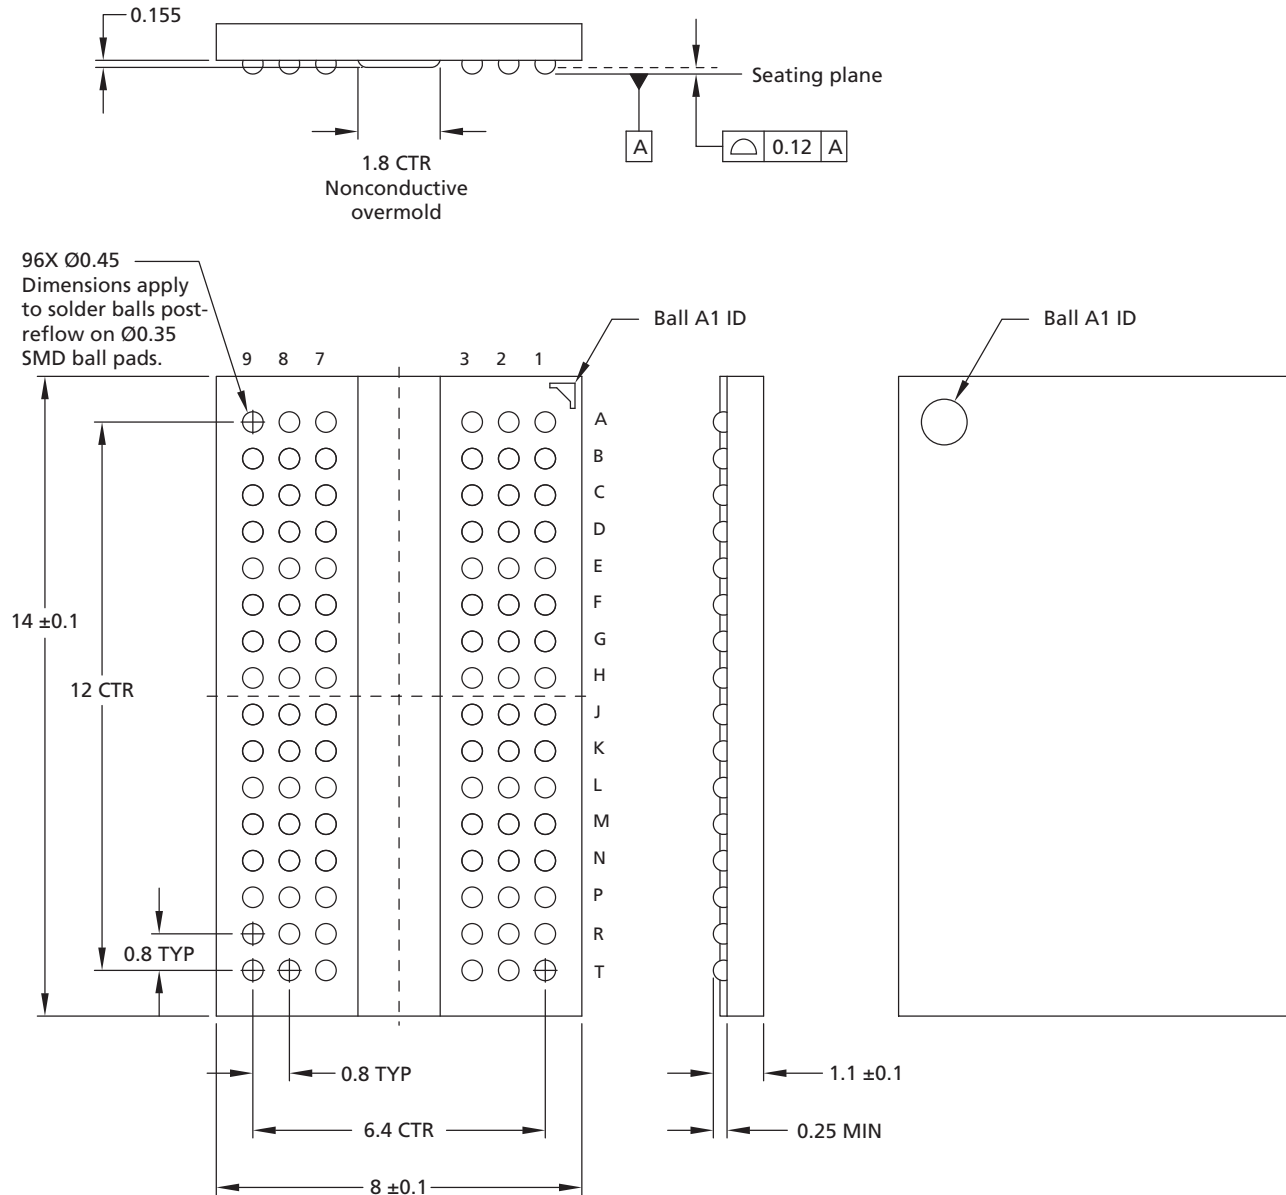 0.155
Seating plane
A
0.12 A
1.8 CTR
Nonconductive
overmold
96X Ø0.45
Dimensions apply
to solder balls post-
reflow on Ø0.35
SMD ball pads.
Ball A1 ID
Ball A1 ID
9 8 7 3 2 1
A
B
C
D
E
F
G
H
J
K
L
M
N
P
R
T
14 ±0.1
12 CTR
0.8 TYP
0.8 TYP
1.1 ±0.1
6.4 CTR
0.25 MIN
8 ±0.1